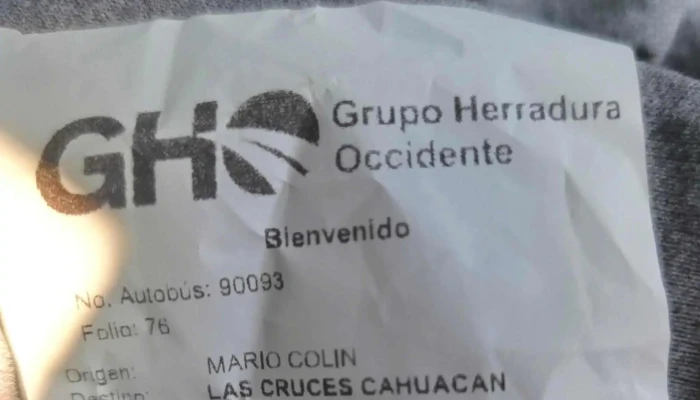 GHO
Grupo Herradura
Occidente
Bienvenido
No. Autobús: 90093
Folio: 76
Origen: MARIO COLIN
Destino: LAS CRUCES CAHUACAN